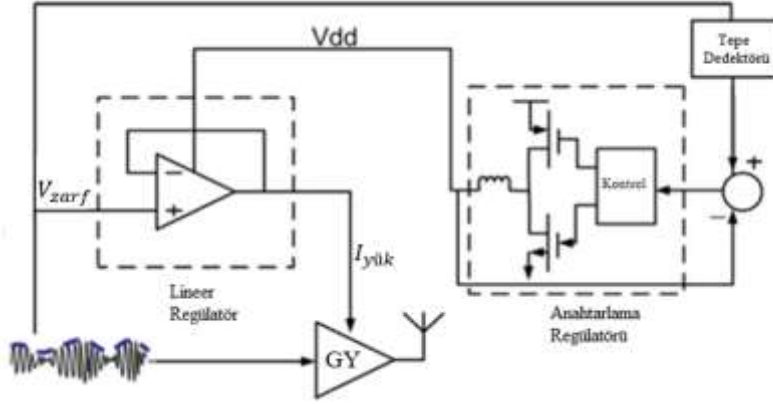 Vdd
Tepe
Dedektörü
V_zarf
−
+
Kontrol
+
−
I_yük
Lineer
Regülatör
Anahtarlama
Regülatörü
GY